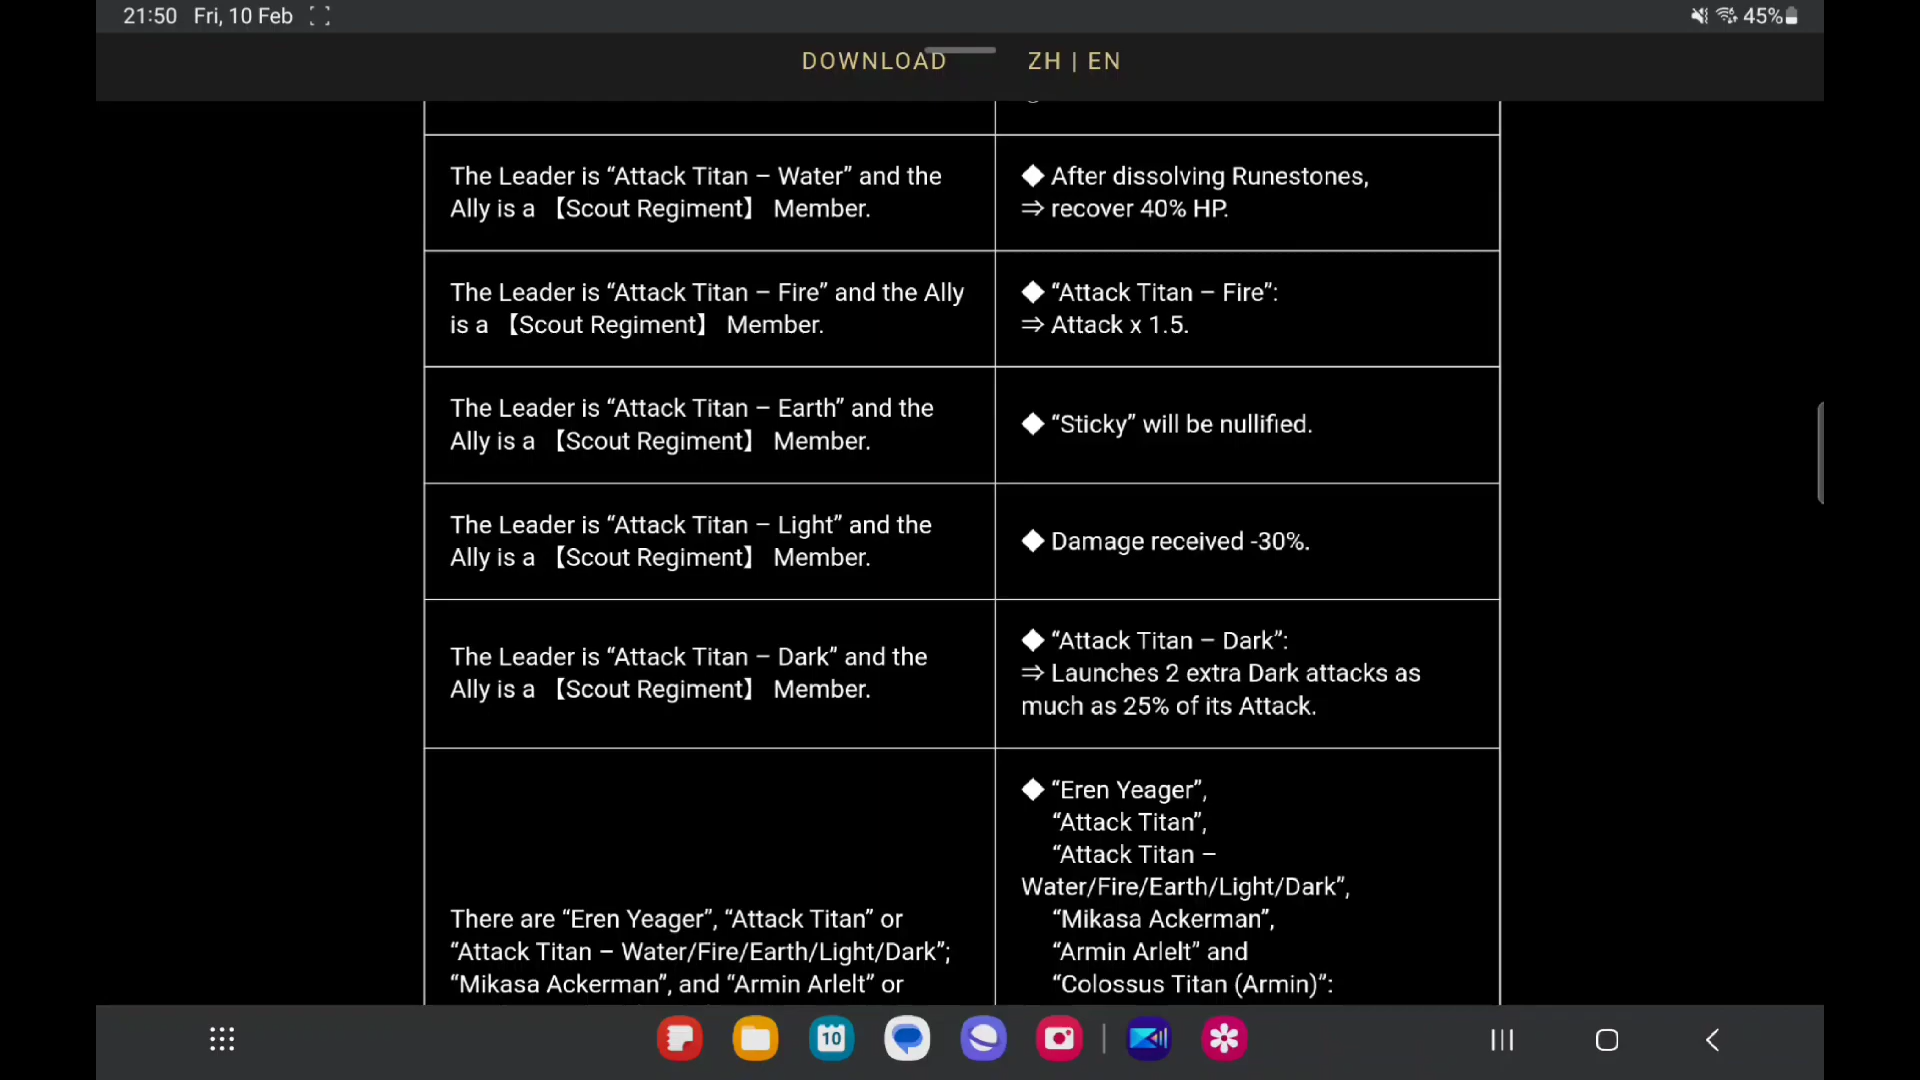 21:50 Fri, 10 Feb
45%
DOWNLOAD ZH | EN
The Leader is “Attack Titan – Water” and the
Ally is a 【Scout Regiment】 Member.
◆ After dissolving Runestones,
⇒ recover 40% HP.
The Leader is “Attack Titan – Fire” and the Ally
is a 【Scout Regiment】 Member.
◆ “Attack Titan – Fire”:
⇒ Attack x 1.5.
The Leader is “Attack Titan – Earth” and the
Ally is a 【Scout Regiment】 Member.
◆ “Sticky” will be nullified.
The Leader is “Attack Titan – Light” and the
Ally is a 【Scout Regiment】 Member.
◆ Damage received -30%.
The Leader is “Attack Titan – Dark” and the
Ally is a 【Scout Regiment】 Member.
◆ “Attack Titan – Dark”:
⇒ Launches 2 extra Dark attacks as
much as 25% of its Attack.
There are “Eren Yeager”, “Attack Titan” or
“Attack Titan – Water/Fire/Earth/Light/Dark”;
“Mikasa Ackerman”, and “Armin Arlelt” or
◆ “Eren Yeager”,
“Attack Titan”,
“Attack Titan –
Water/Fire/Earth/Light/Dark”,
“Mikasa Ackerman”,
“Armin Arlelt” and
“Colossus Titan (Armin)”:
10